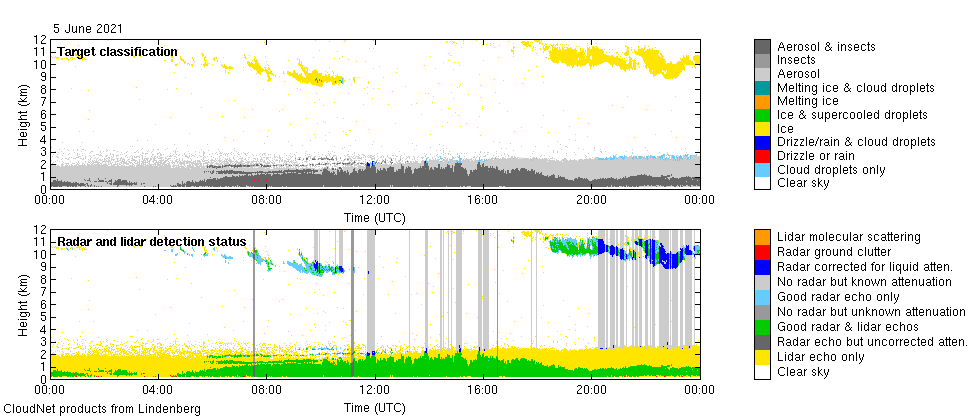 5 June 2021
Target classification
12
11
10
9
8
7
6
5
4
3
2
1
0
Height (km)
00:00 04:00 08:00 12:00 16:00 20:00 00:00
Time (UTC)
Aerosol & insects
Insects
Aerosol
Melting ice & cloud droplets
Melting ice
Ice & supercooled droplets
Ice
Drizzle/rain & cloud droplets
Drizzle or rain
Cloud droplets only
Clear sky
Radar and lidar detection status
12
11
10
9
8
7
6
5
4
3
2
1
0
Height (km)
00:00 04:00 08:00 12:00 16:00 20:00 00:00
Time (UTC)
Lidar molecular scattering
Radar ground clutter
Radar corrected for liquid atten.
No radar but known attenuation
Good radar echo only
No radar but unknown attenuation
Good radar & lidar echos
Radar echo but uncorrected atten.
Lidar echo only
Clear sky
CloudNet products from Lindenberg